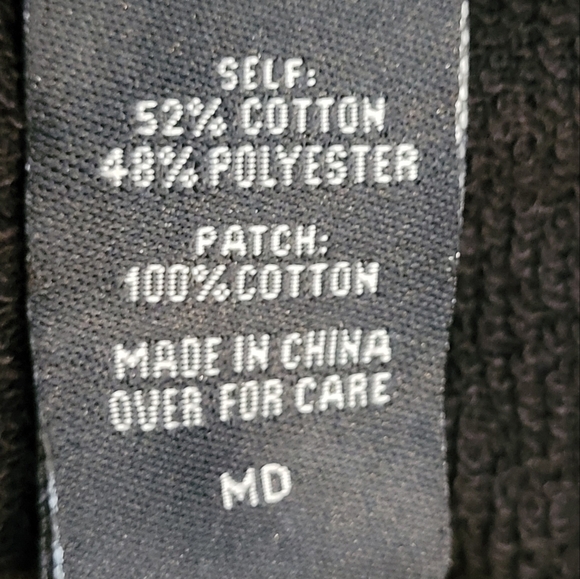 SELF:
52% COTTON
48% POLYESTER
PATCH:
100% COTTON
MADE IN CHINA
OVER FOR CARE
MD